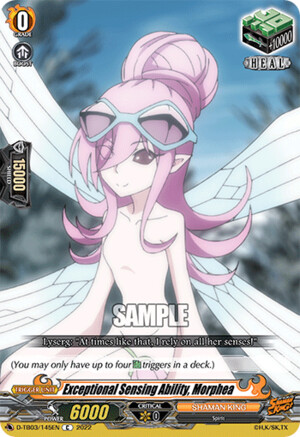 0
GRADE
BOOST
+10000
HEAL
15000
SHIELD
SAMPLE
Lyserg: "At times like that, I rely on all her senses!"
(You may only have up to four triggers in a deck.)
TRIGGER UNIT
Exceptional Sensing Ability, Morphea
POWER 6000
CRITICAL
0
SHAMAN KING
Spirit
D-TB03/145EN C 2022
©H,K/SK,TX